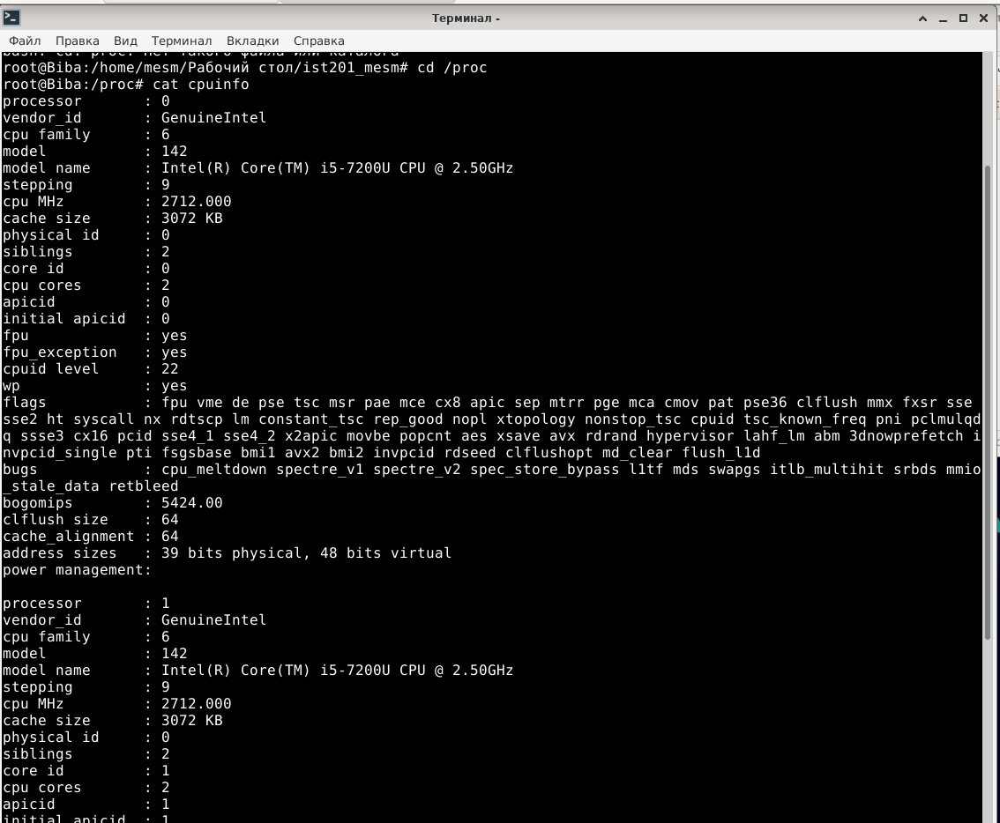 Терминал -
Файл Правка Вид Терминал Вкладки Справка
bash: cd: proc: Нет такого файла или каталога
root@Biba:/home/mesm/Рабочий стол/ist201_mesm# cd /proc
root@Biba:/proc# cat cpuinfo
processor : 0
vendor_id : GenuineIntel
cpu family : 6
model : 142
model name : Intel(R) Core(TM) i5-7200U CPU @ 2.50GHz
stepping : 9
cpu MHz : 2712.000
cache size : 3072 KB
physical id : 0
siblings : 2
core id : 0
cpu cores : 2
apicid : 0
initial apicid : 0
fpu : yes
fpu_exception : yes
cpuid level : 22
wp : yes
flags : fpu vme de pse tsc msr pae mce cx8 apic sep mtrr pge mca cmov pat pse36 clflush mmx fxsr sse
sse2 ht syscall nx rdtscp lm constant_tsc rep_good nopl xtopology nonstop_tsc cpuid tsc_known_freq pni pclmulqd
q ssse3 cx16 pcid sse4_1 sse4_2 x2apic movbe popcnt aes xsave avx rdrand hypervisor lahf_lm abm 3dnowprefetch i
nvpcid_single pti fsgsbase bmi1 avx2 bmi2 invpcid rdseed clflushopt md_clear flush_l1d
bugs : cpu_meltdown spectre_v1 spectre_v2 spec_store_bypass l1tf mds swapgs itlb_multihit srbds mmio
_stale_data retbleed
bogomips : 5424.00
clflush size : 64
cache_alignment : 64
address sizes : 39 bits physical, 48 bits virtual
power management:
processor : 1
vendor_id : GenuineIntel
cpu family : 6
model : 142
model name : Intel(R) Core(TM) i5-7200U CPU @ 2.50GHz
stepping : 9
cpu MHz : 2712.000
cache size : 3072 KB
physical id : 0
siblings : 2
core id : 1
cpu cores : 2
apicid : 1
initial apicid : 1